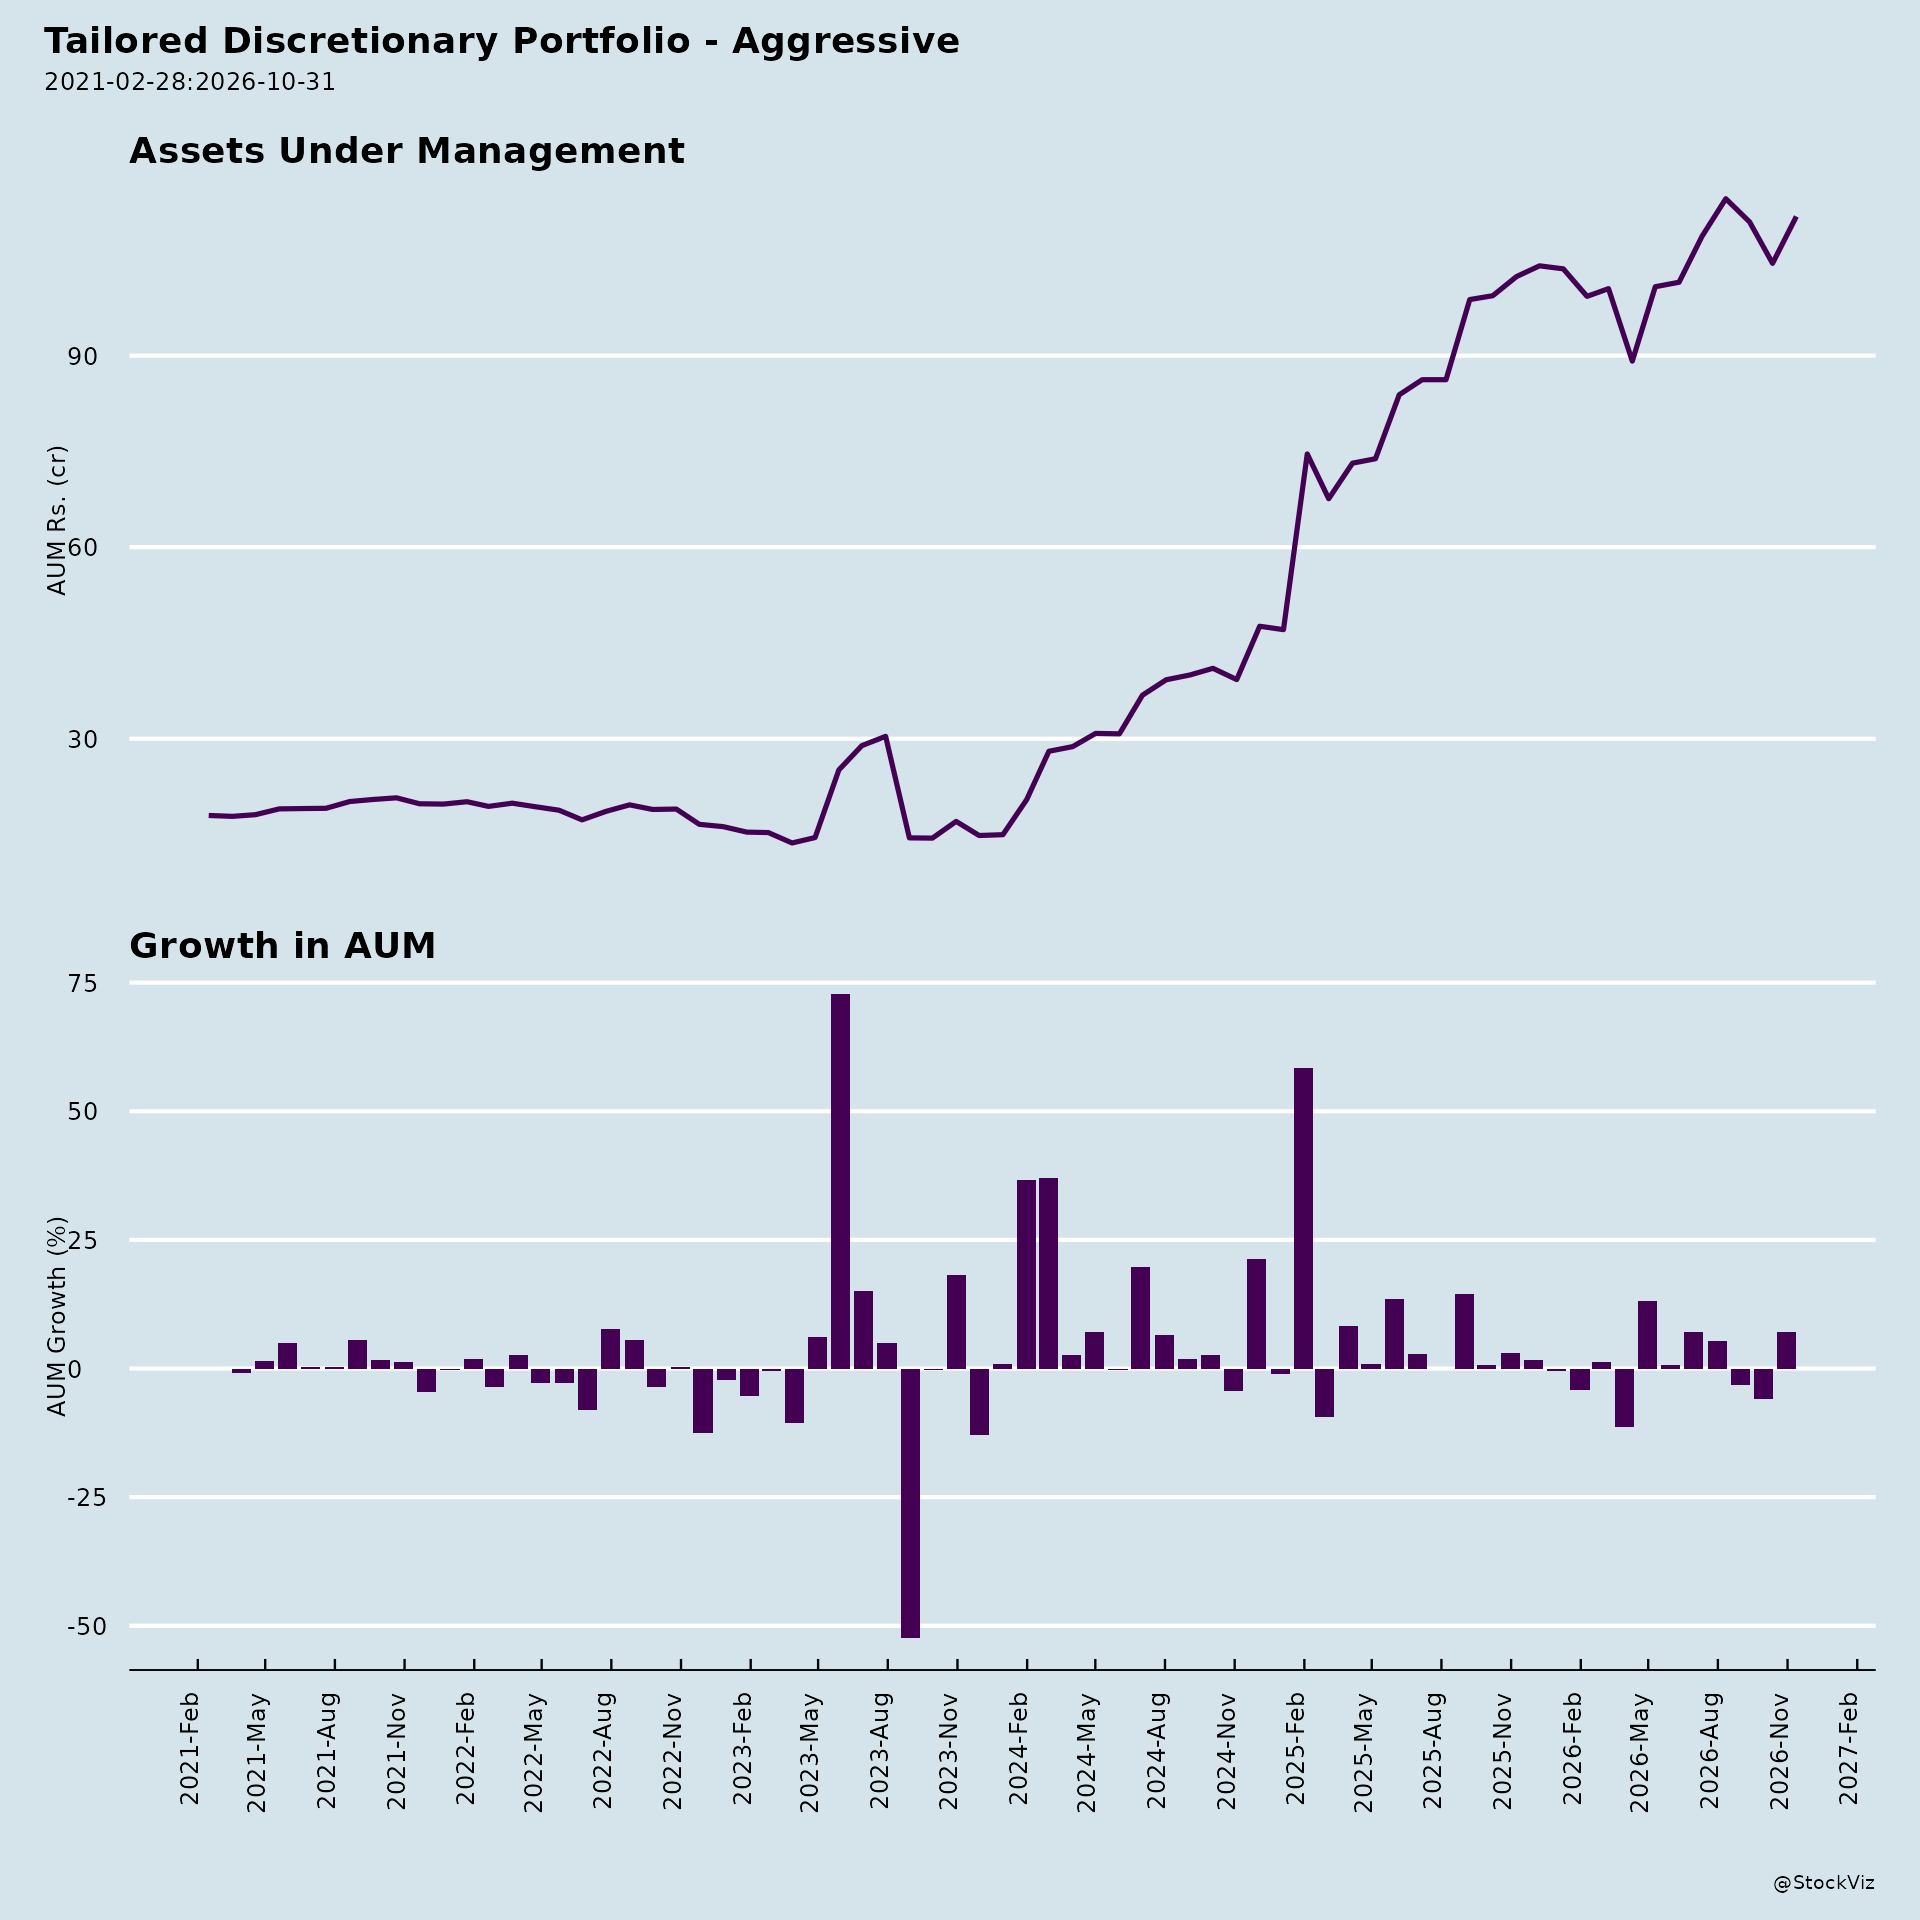 Tailored Discretionary Portfolio - Aggressive
2021-02-28:2026-10-31
Assets Under Management
AUM Rs. (cr)
90
60
30
Growth in AUM
AUM Growth (%)
75
50
25
0
-25
-50
2021-Feb
2021-May
2021-Aug
2021-Nov
2022-Feb
2022-May
2022-Aug
2022-Nov
2023-Feb
2023-May
2023-Aug
2023-Nov
2024-Feb
2024-May
2024-Aug
2024-Nov
2025-Feb
2025-May
2025-Aug
2025-Nov
2026-Feb
2026-May
2026-Aug
2026-Nov
2027-Feb
@StockViz